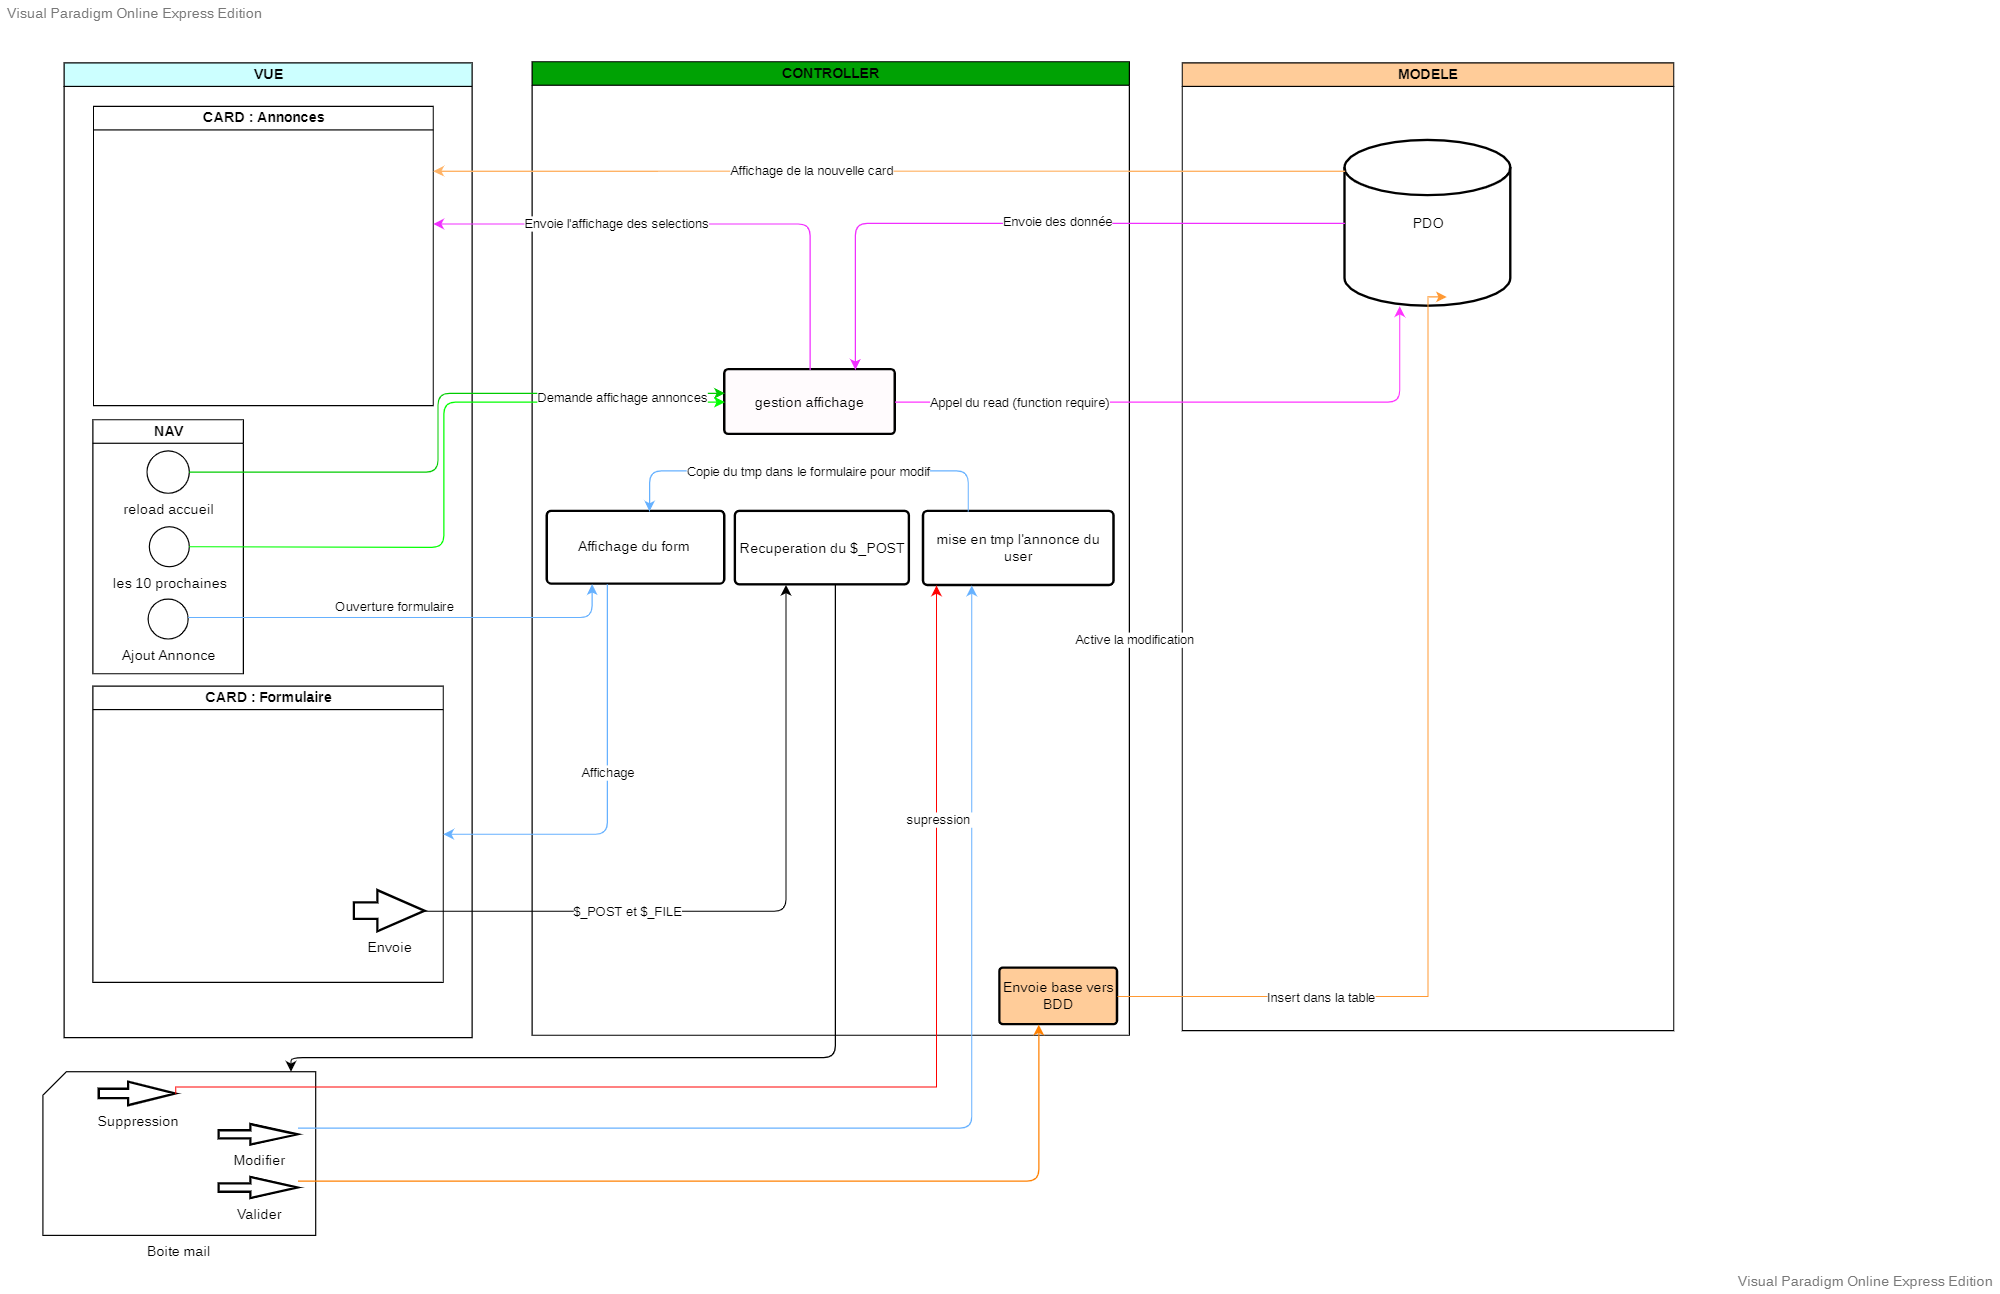 Visual Paradigm Online Express Edition
VUE
CONTROLLER
MODELE
CARD : Annonces
Affichage de la nouvelle card
Envoie l'affichage des selections
Envoie des donnée
PDO
Demande affichage annonces
gestion affichage
Appel du read (function require)
NAV
reload accueil
les 10 prochaines
Ajout Annonce
Copie du tmp dans le formulaire pour modif
Affichage du form
Recuperation du $_POST
mise en tmp l'annonce du
user
Ouverture formulaire
Active la modification
CARD : Formulaire
Affichage
supression
$_POST et $_FILE
Envoie
Envoie base vers
BDD
Insert dans la table
Suppression
Modifier
Valider
Boite mail
Visual Paradigm Online Express Edition